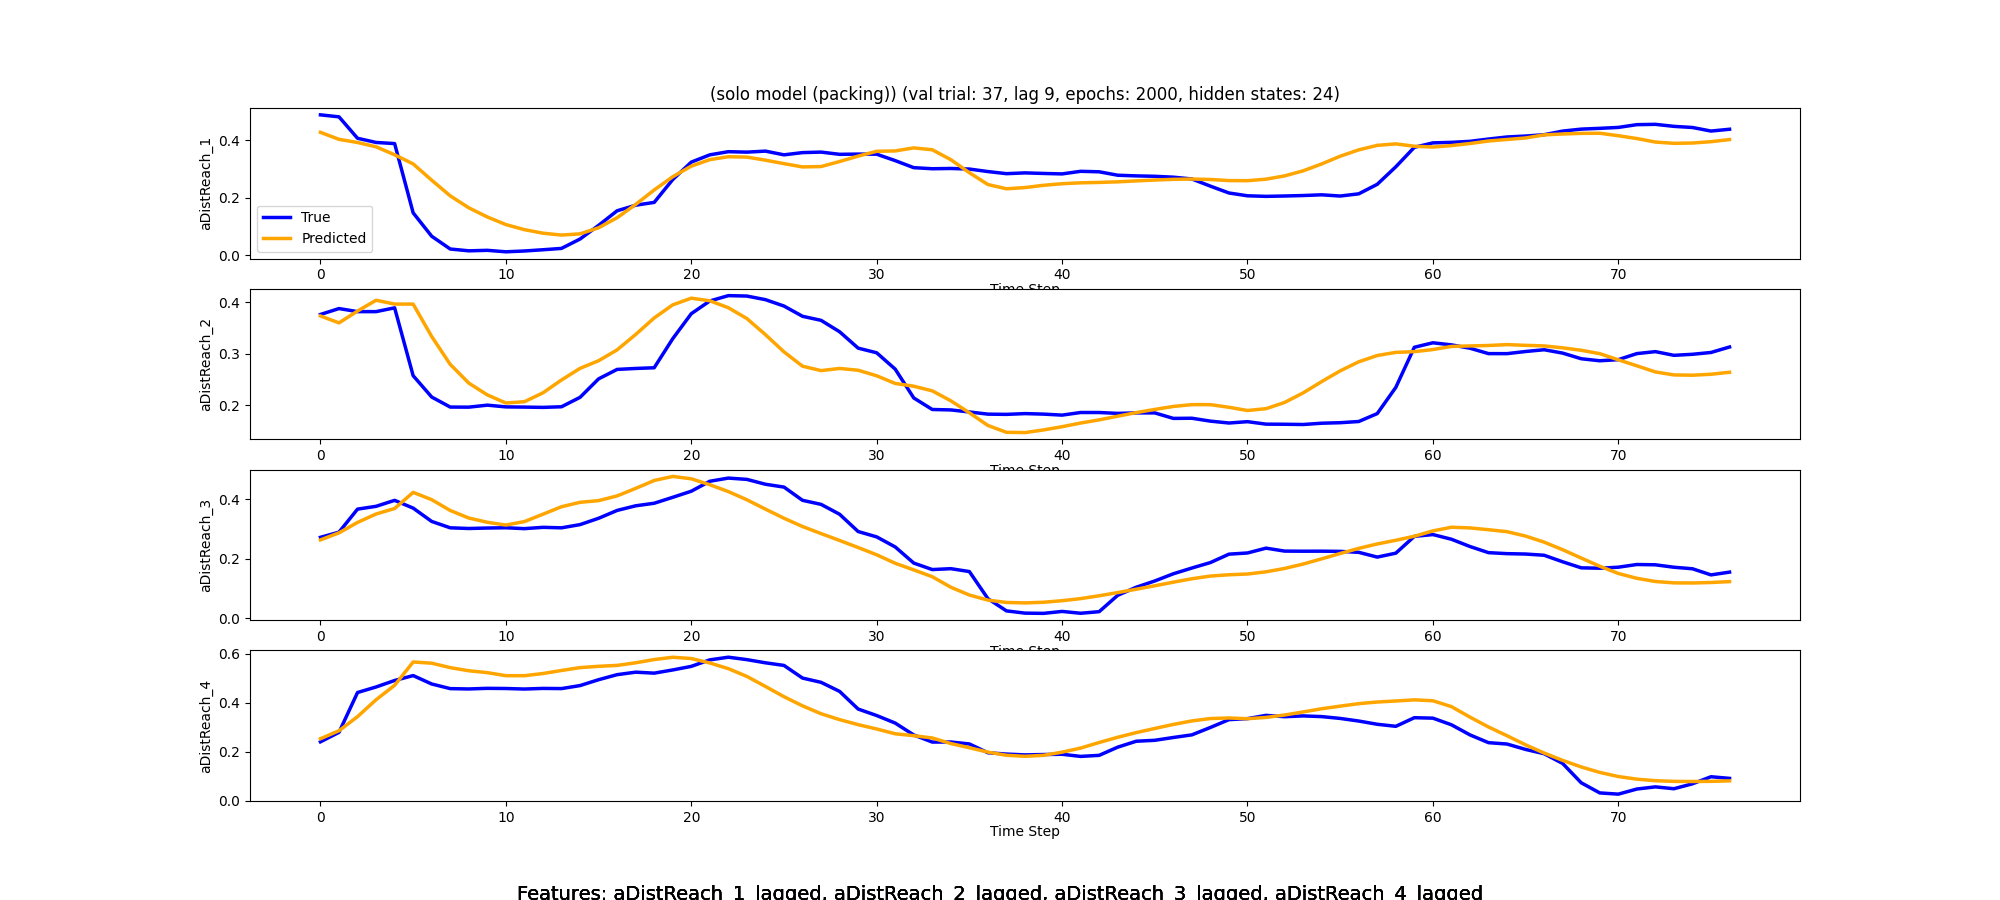 (solo model (packing)) (val trial: 37, lag 9, epochs: 2000, hidden states: 24)
aDistReach_1
0.4
0.2
0.0
True
Predicted
0 10 20 30 40 50 60 70
Time Step
aDistReach_2
0.4
0.3
0.2
0 10 20 30 40 50 60 70
Time Step
aDistReach_3
0.4
0.2
0.0
0 10 20 30 40 50 60 70
Time Step
aDistReach_4
0.6
0.4
0.2
0.0
0 10 20 30 40 50 60 70
Time Step
Features: aDistReach_1_lagged, aDistReach_2_lagged, aDistReach_3_lagged, aDistReach_4_lagged